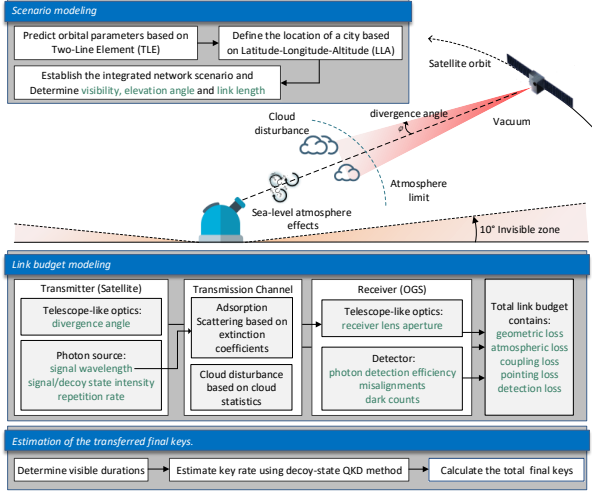 Scenario modeling
Predict orbital parameters based on
Two-Line Element (TLE)
Define the location of a city based
on Latitude-Longitude-Altitude (LLA)
Establish the integrated network scenario and
Determine visibility, elevation angle and link length
Satellite orbit
divergence angle
φ
Vacuum
Cloud
disturbance
Atmosphere
limit
Sea-level atmosphere
effects
10° Invisible zone
Link budget modeling
Transmitter (Satellite)
Telescope-like optics:
divergence angle
Photon source:
signal wavelength
signal/decoy state intensity
repetition rate
Transmission Channel
Adsorption
Scattering based on
extinction
coefficients
Cloud disturbance
based on cloud
statistics
Receiver (OGS)
Telescope-like optics:
receiver lens aperture
Detector:
photon detection efficiency
misalignments
dark counts
Total link budget
contains:
geometric loss
atmospheric loss
coupling loss
pointing loss
detection loss
Estimation of the transferred final keys.
Determine visible durations
Estimate key rate using decoy-state QKD method
Calculate the total final keys